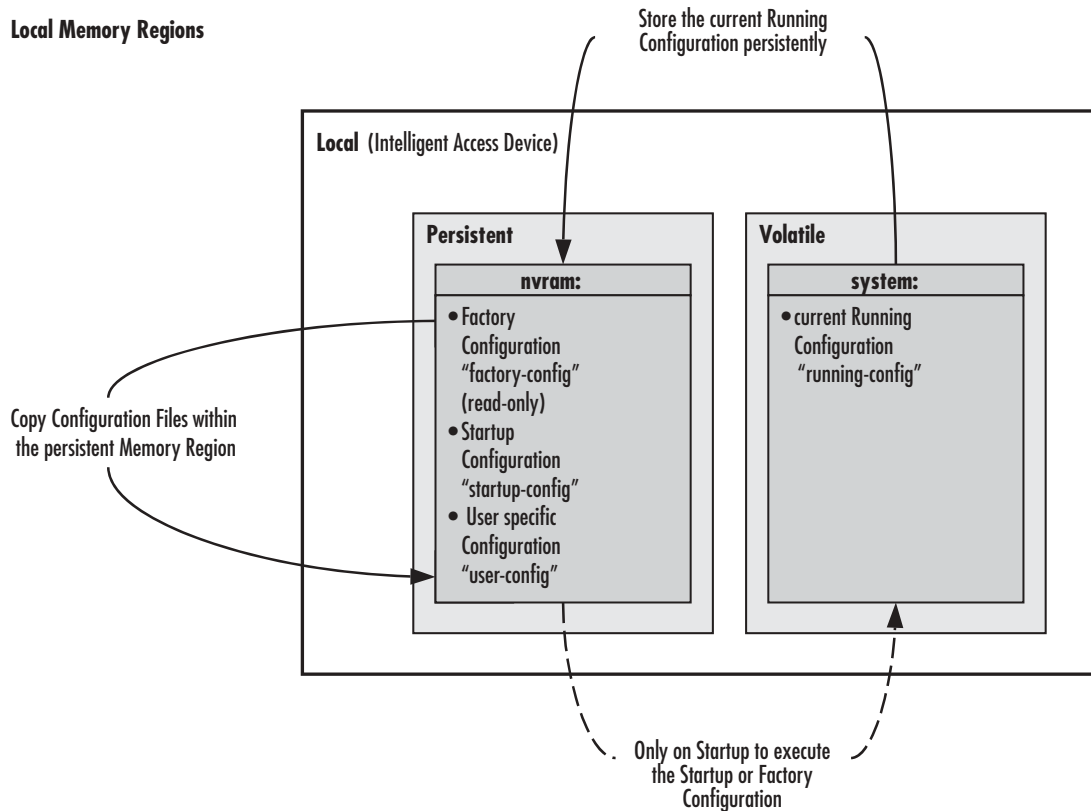 Local Memory Regions
Store the current Running
Configuration persistently
Local (Intelligent Access Device)
Persistent
nvram:
• Factory
Configuration
“factory-config”
(read-only)
• Startup
Configuration
“startup-config”
• User specific
Configuration
“user-config”
Volatile
system:
• current Running
Configuration
“running-config”
Copy Configuration Files within
the persistent Memory Region
Only on Startup to execute
the Startup or Factory
Configuration